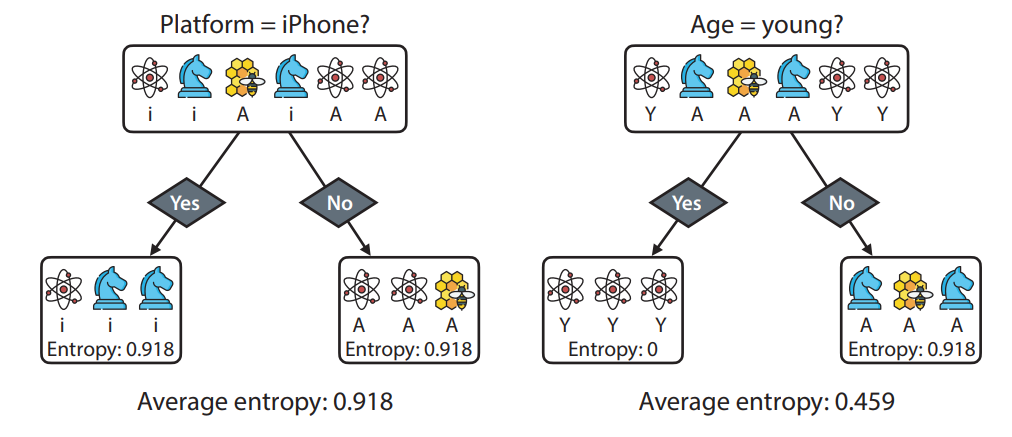 Platform = iPhone?
i i A i A A
Yes
No
i i i
Entropy: 0.918
A A A
Entropy: 0.918
Average entropy: 0.918
Age = young?
Y A A A Y Y
Yes
No
Y Y Y
Entropy: 0
A A A
Entropy: 0.918
Average entropy: 0.459